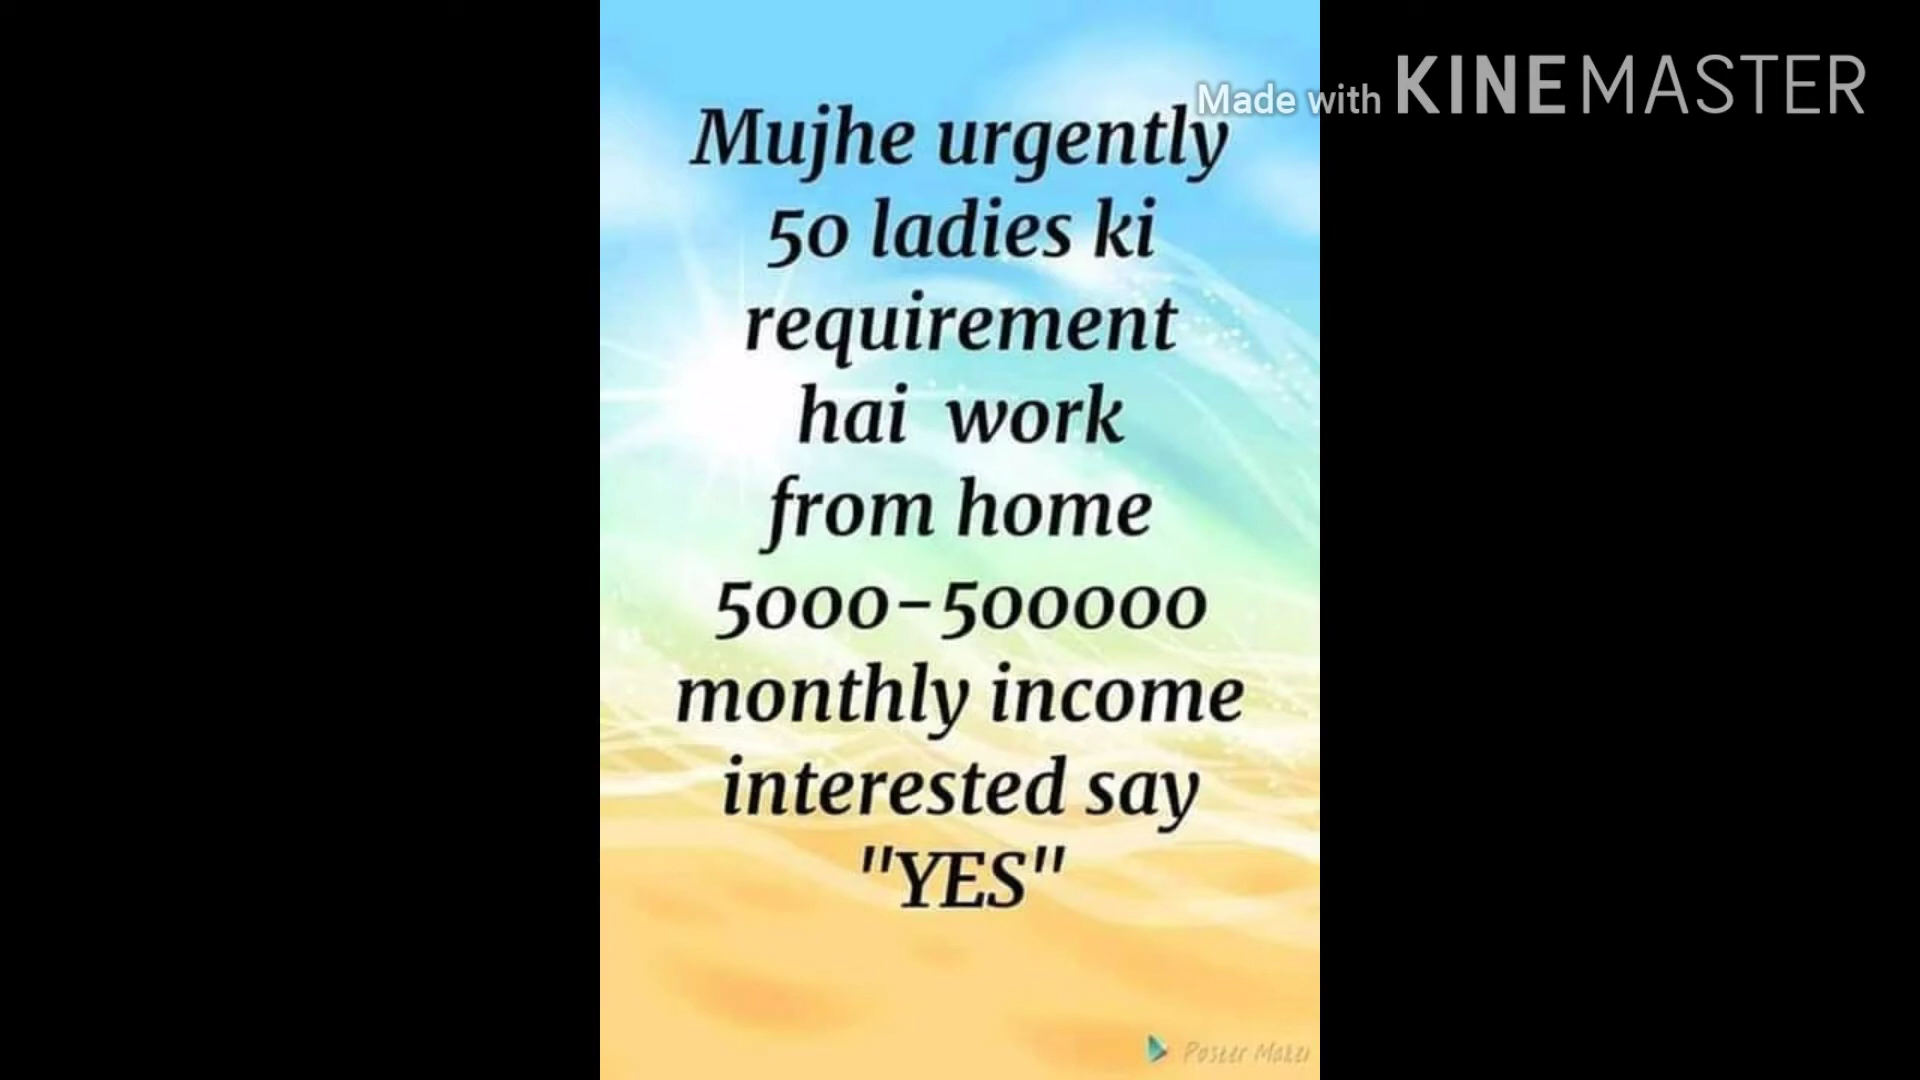 Made with KINEMASTER
Mujhe urgently
50 ladies ki
requirement
hai work
from home
5000-500000
monthly income
interested say
"YES"
Poster Maker